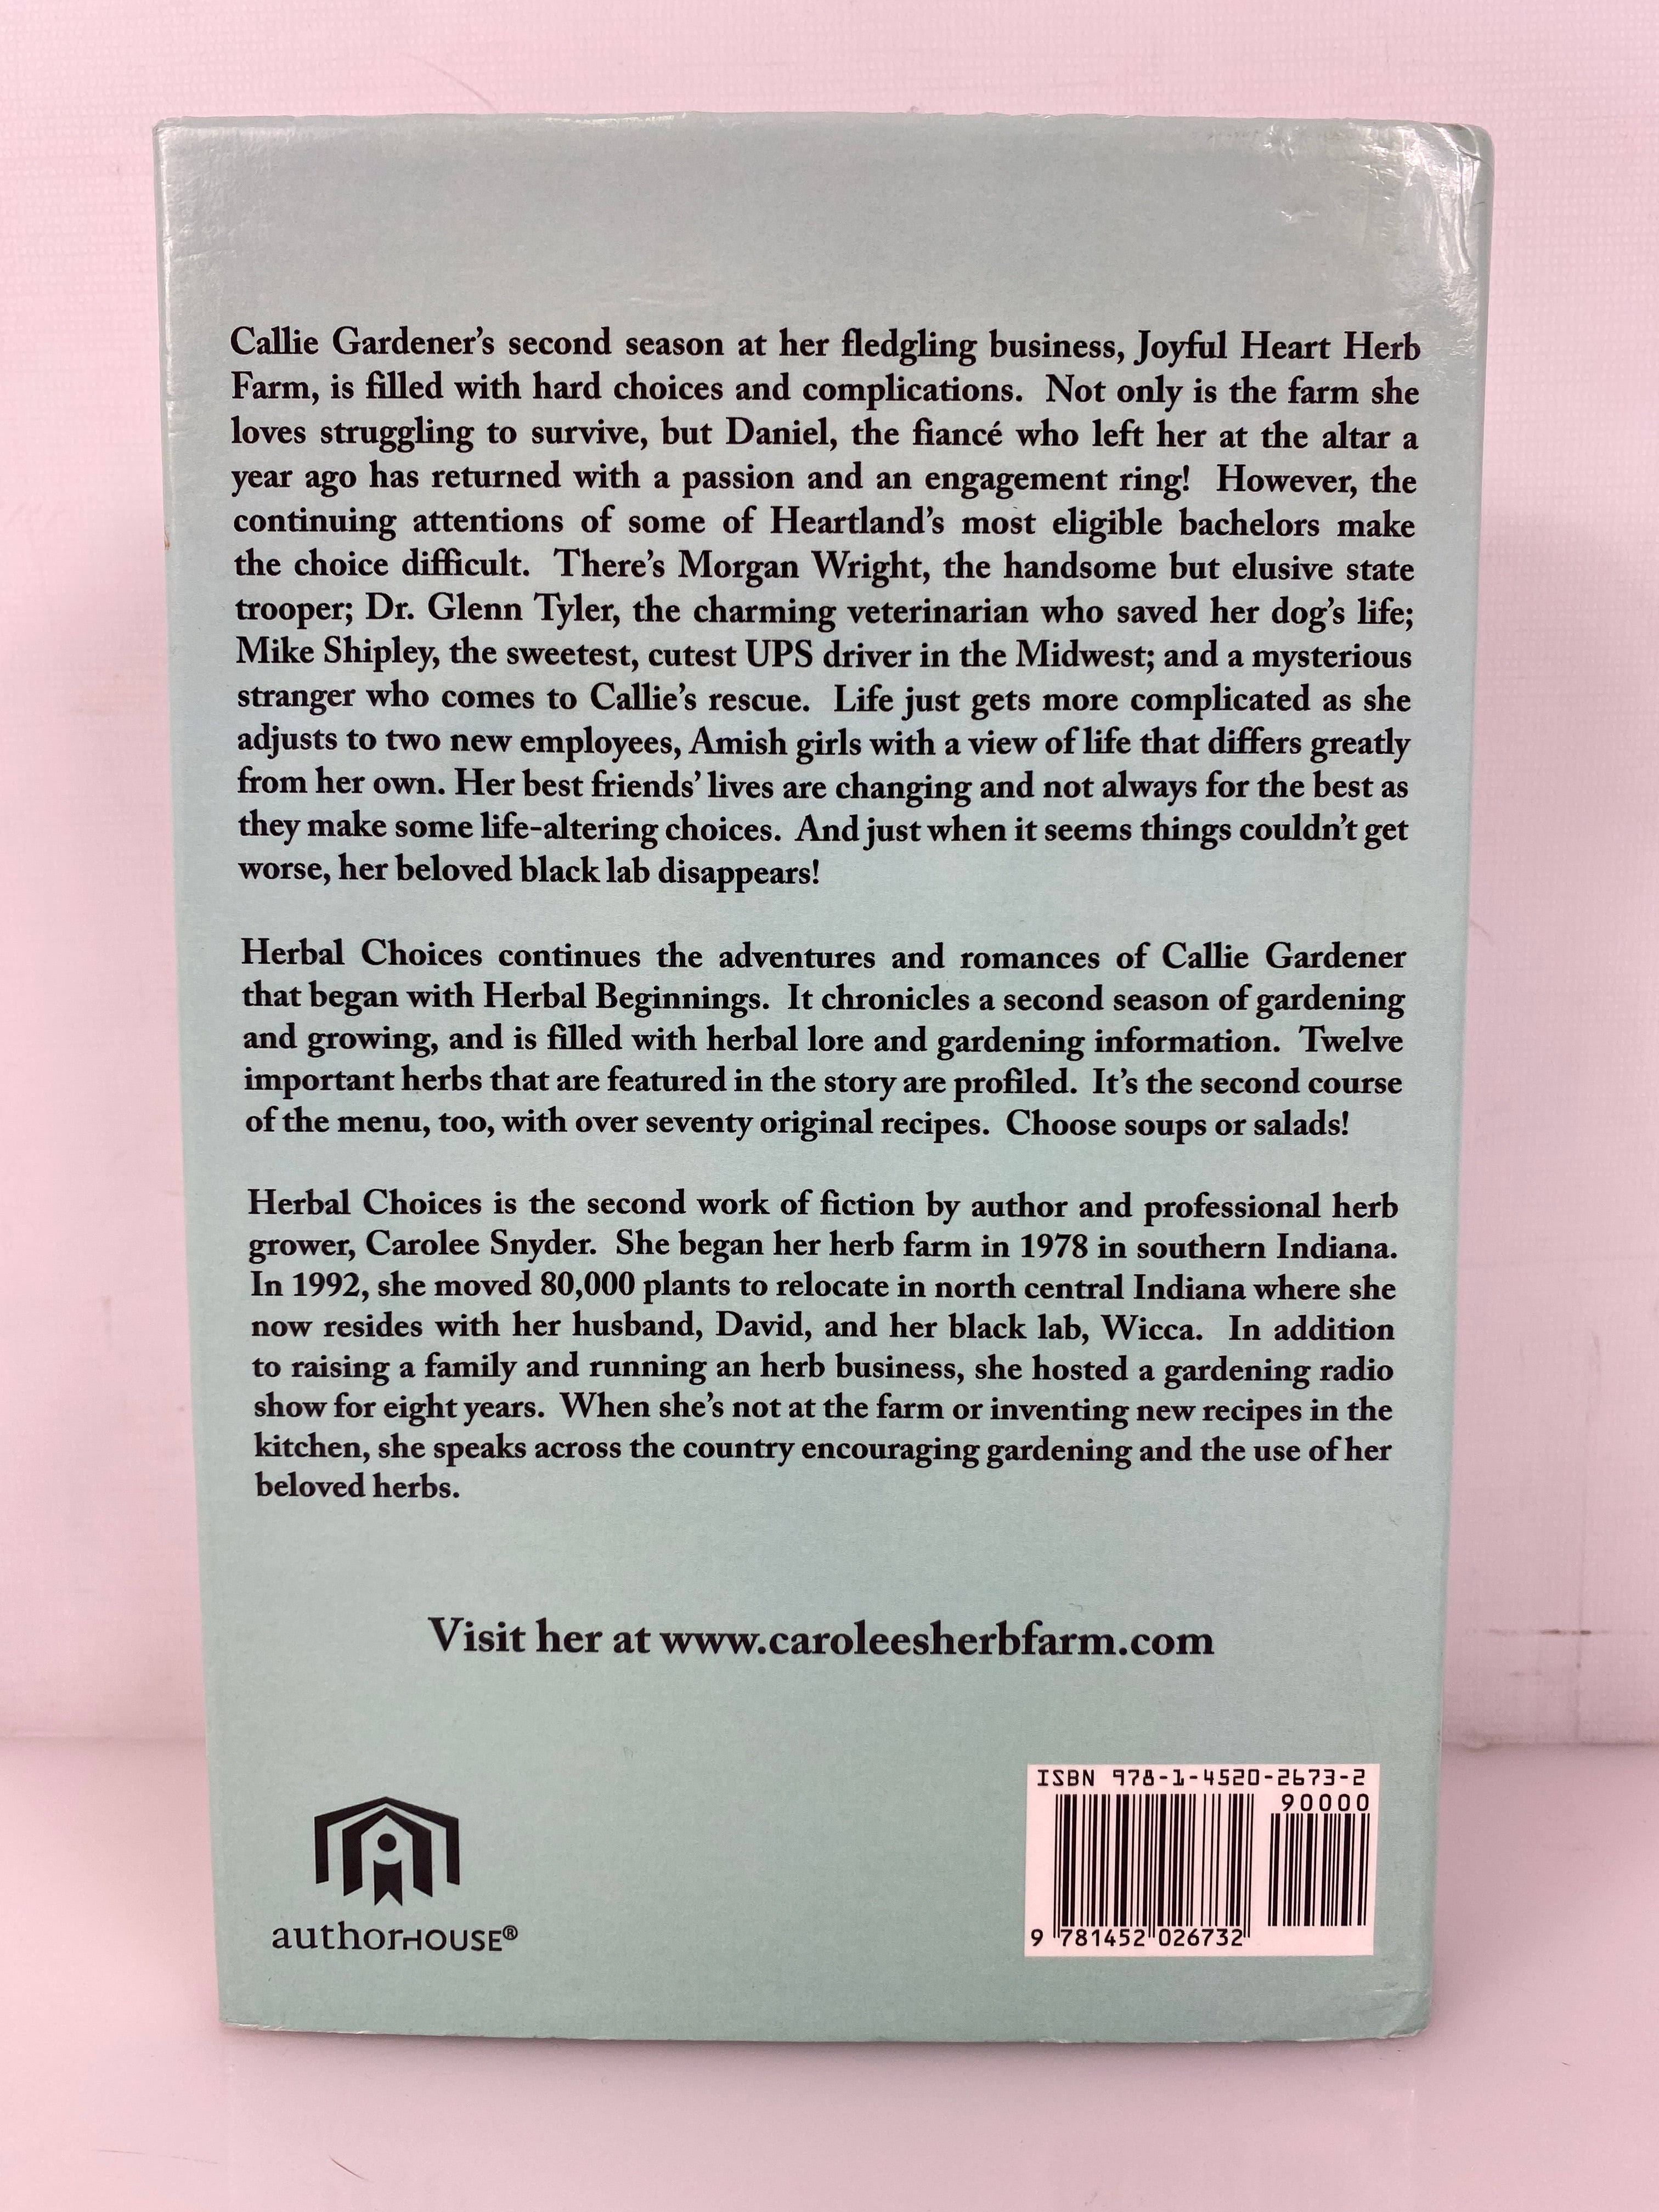 Callie Gardener's second season at her fledgling business, Joyful Heart Herb
Farm, is filled with hard choices and complications. Not only is the farm she
loves struggling to survive, but Daniel, the fiancé who left her at the altar a
year ago has returned with a passion and an engagement ring! However, the
continuing attentions of some of Heartland's most eligible bachelors make
the choice difficult. There's Morgan Wright, the handsome but elusive state
trooper; Dr. Glenn Tyler, the charming veterinarian who saved her dog's life;
Mike Shipley, the sweetest, cutest UPS driver in the Midwest; and a mysterious
stranger who comes to Callie's rescue. Life just gets more complicated as she
adjusts to two new employees, Amish girls with a view of life that differs greatly
from her own. Her best friends' lives are changing and not always for the best as
they make some life-altering choices. And just when it seems things couldn't get
worse, her beloved black lab disappears!
Herbal Choices continues the adventures and romances of Callie Gardener
that began with Herbal Beginnings. It chronicles a second season of gardening
and growing, and is filled with herbal lore and gardening information. Twelve
important herbs that are featured in the story are profiled. It's the second course
of the menu, too, with over seventy original recipes. Choose soups or salads!
Herbal Choices is the second work of fiction by author and professional herb
grower, Carolee Snyder. She began her herb farm in 1978 in southern Indiana.
In 1992, she moved 80,000 plants to relocate in north central Indiana where she
now resides with her husband, David, and her black lab, Wicca. In addition
to raising a family and running an herb business, she hosted a gardening radio
show for eight years. When she's not at the farm or inventing new recipes in the
kitchen, she speaks across the country encouraging gardening and the use of her
beloved herbs.
Visit her at www.caroleesherbfarm.com
ISBN 978-1-4520-2673-2
90000
authorHOUSE®
9 781452 026732